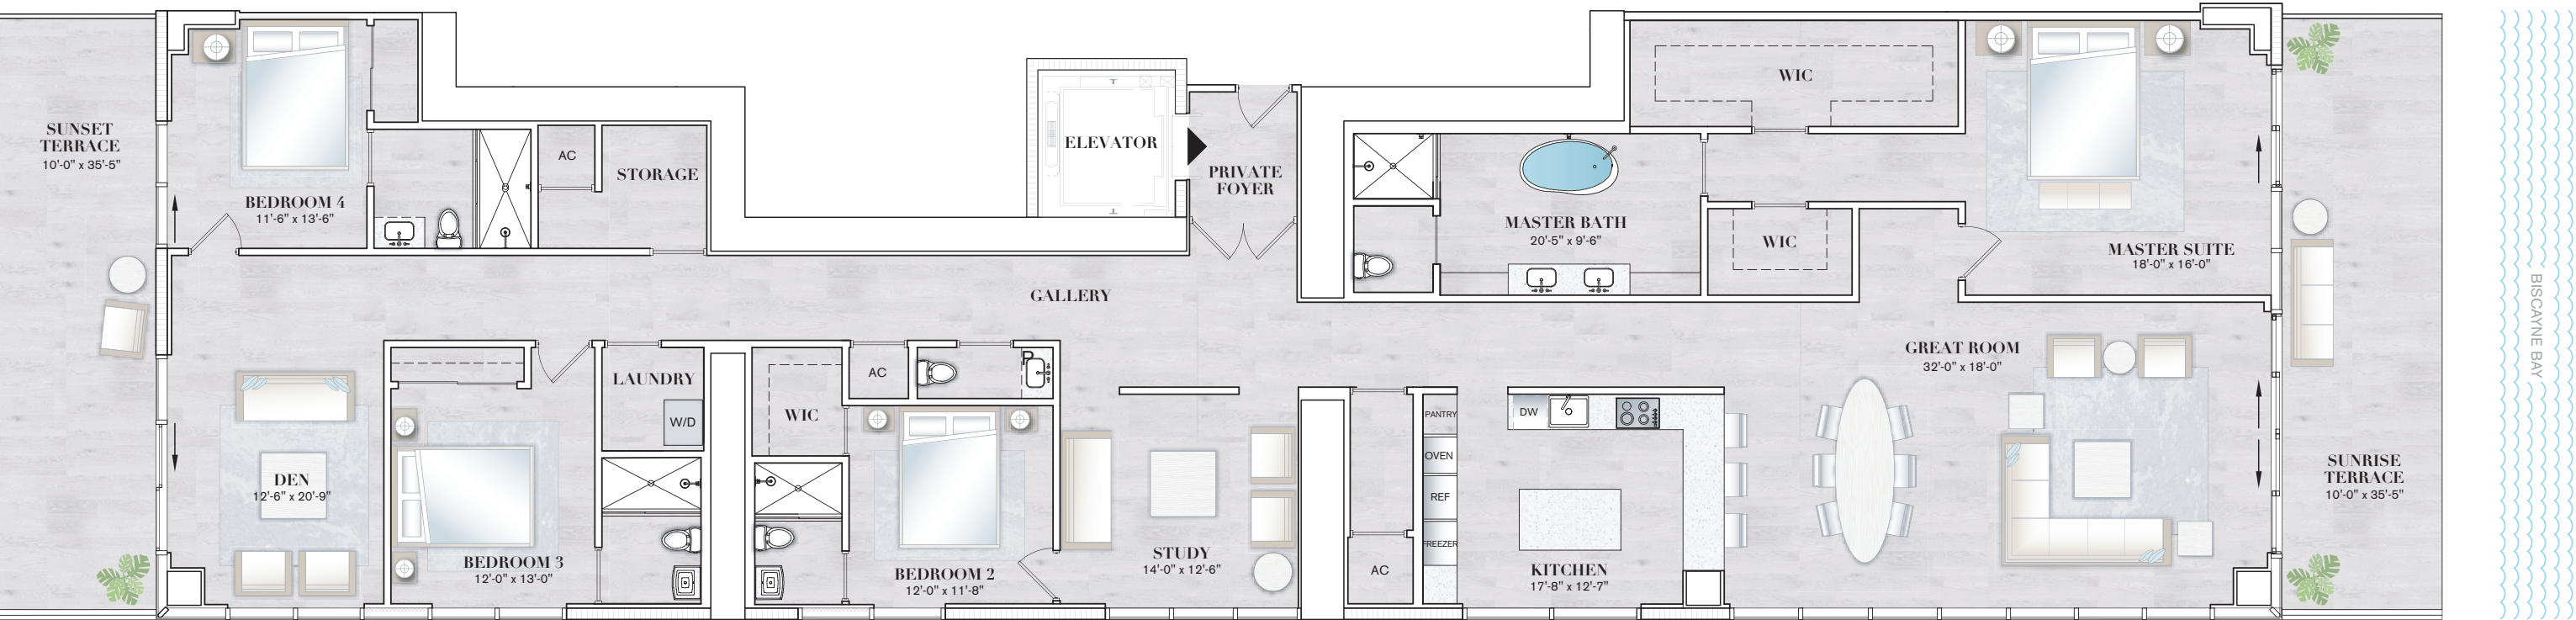 SUNSET
TERRACE
10'-0" x 35'-5"
BEDROOM 4
11'-6" x 13'-6"
AC
STORAGE
ELEVATOR
PRIVATE
FOYER
WIC
MASTER BATH
20'-5" x 9'-6"
WIC
MASTER SUITE
18'-0" x 16'-0"
GALLERY
BISCAYNE BAY
DEN
12'-6" x 20'-9"
BEDROOM 3
12'-0" x 13'-0"
LAUNDRY
W/D
WIC
AC
BEDROOM 2
12'-0" x 11'-8"
STUDY
14'-0" x 12'-6"
AC
PANTRY
OVEN
REF
FREEZER
DW
KITCHEN
17'-8" x 12'-7"
GREAT ROOM
32'-0" x 18'-0"
SUNRISE
TERRACE
10'-0" x 35'-5"